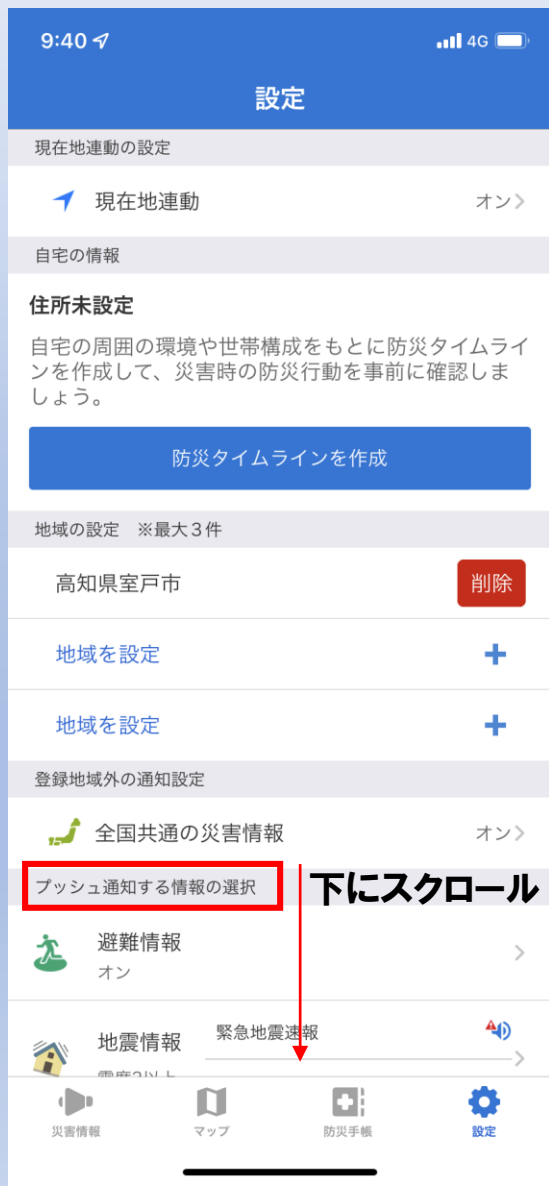 9:40
4G
設定
現在地連動の設定
現在地連動 オン
自宅の情報
住所未設定
自宅の周囲の環境や世帯構成をもとに防災タイムライ
ンを作成して、災害時の防災行動を事前に確認しま
しょう。
防災タイムラインを作成
地域の設定 ※最大3件
高知県室戸市 削除
地域を設定
地域を設定
登録地域外の通知設定
全国共通の災害情報 オン
プッシュ通知する情報の選択
下にスクロール
避難情報
オン
地震情報 緊急地震速報
震度2以上
災害情報 マップ 防災手帳 設定